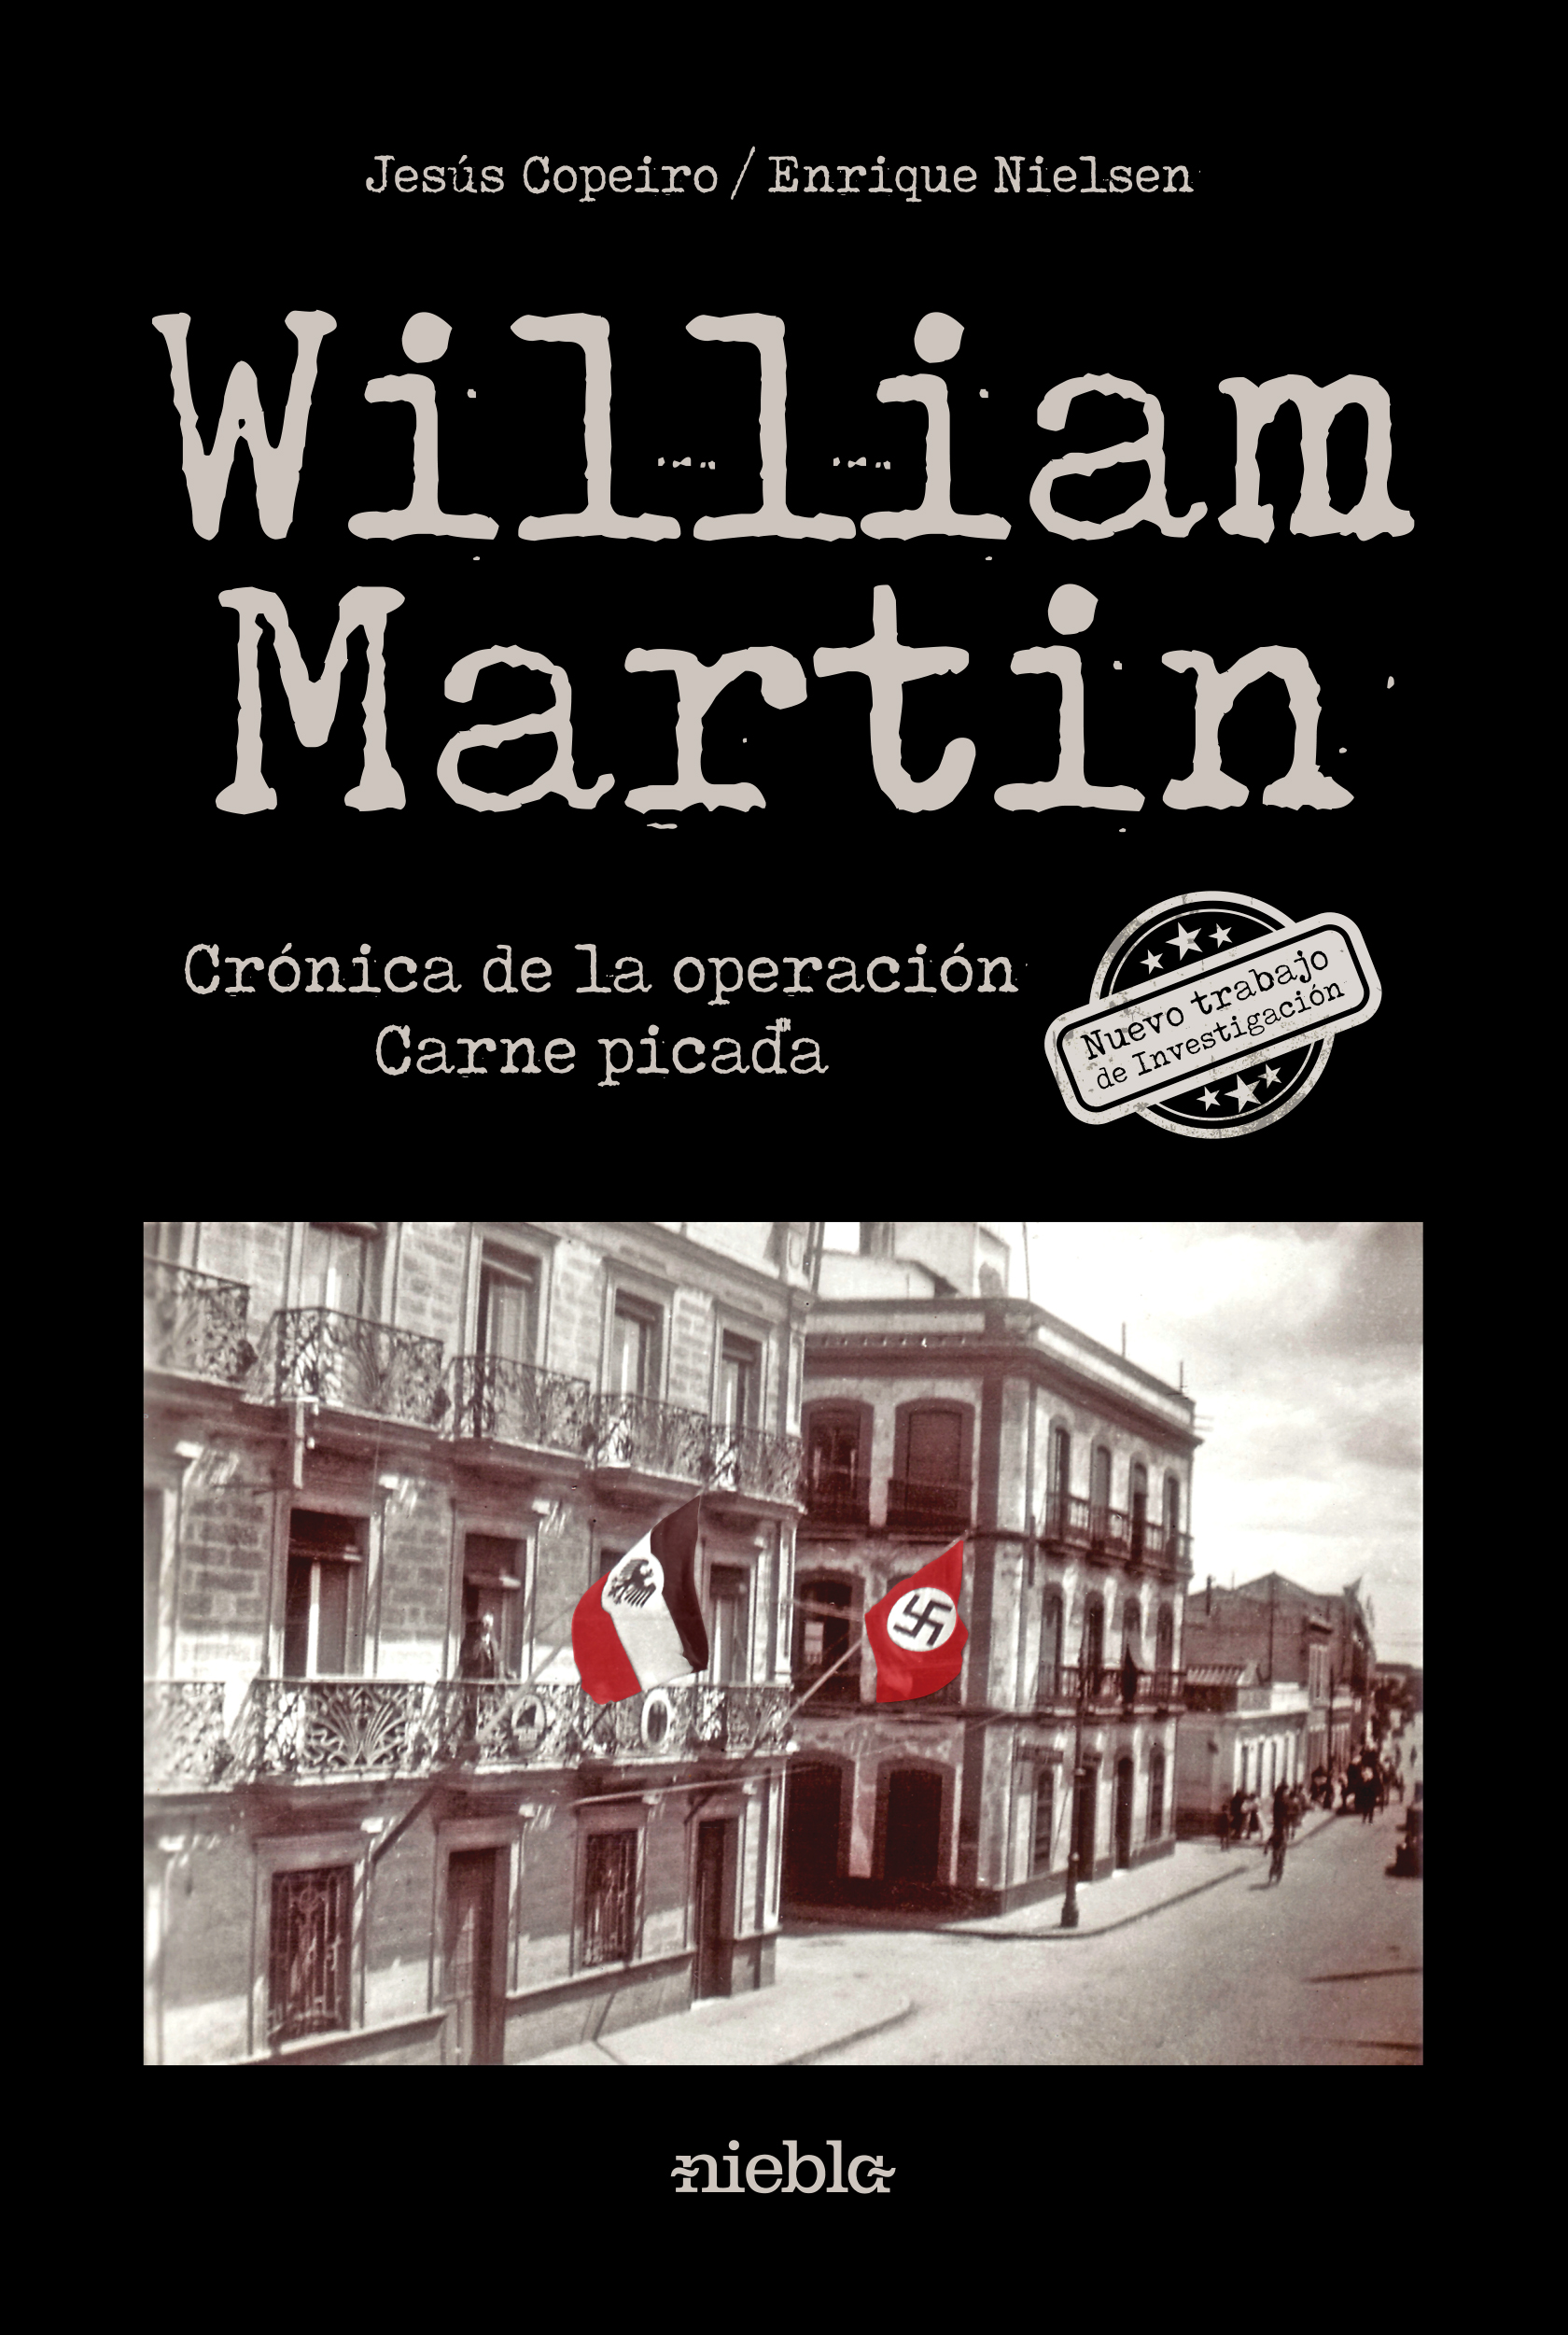 Jesús Copeiro / Enrique Nielsen
William
Martin
Crónica de la operación
Carne picada
Nuevo trabajo
de Investigación
niebla